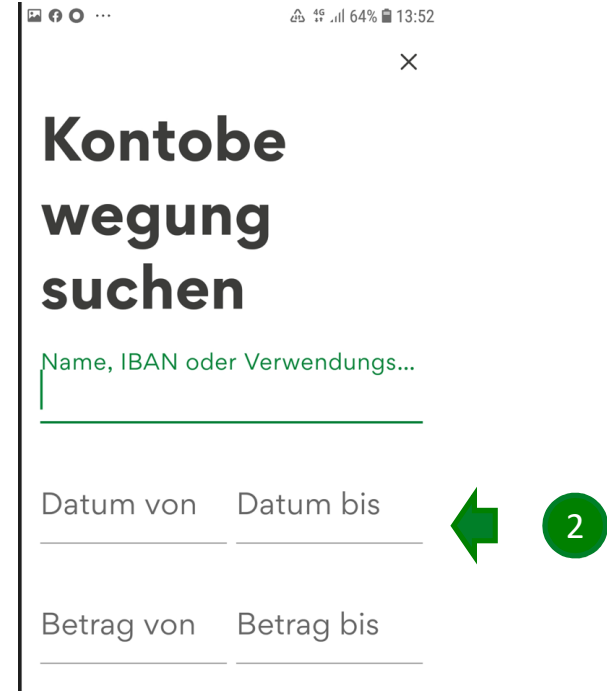 4G 64% 13:52
Kontobe
wegung
suchen
Name, IBAN oder Verwendungs...
Datum von Datum bis
2
Betrag von Betrag bis